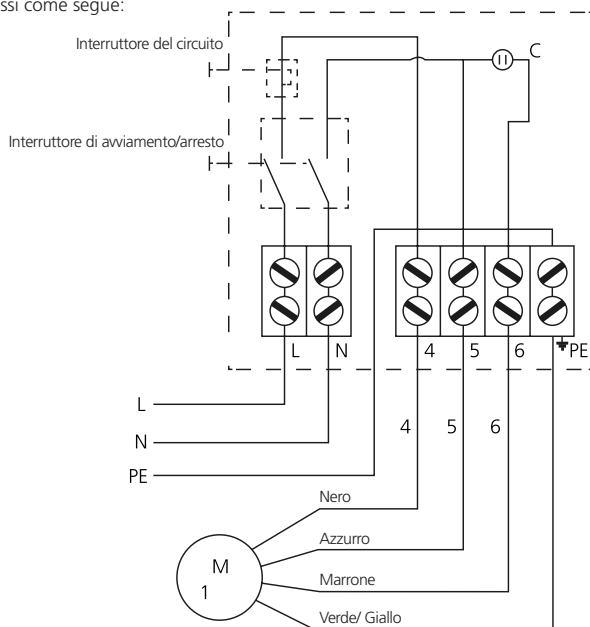 ssi come segue:
Interruttore del circuito
C
Interruttore di avviamento/arresto
L N 4 5 6 PE
L
N
PE
4 5 6
Nero
Azzurro
Marrone
Verde/ Giallo
M
1